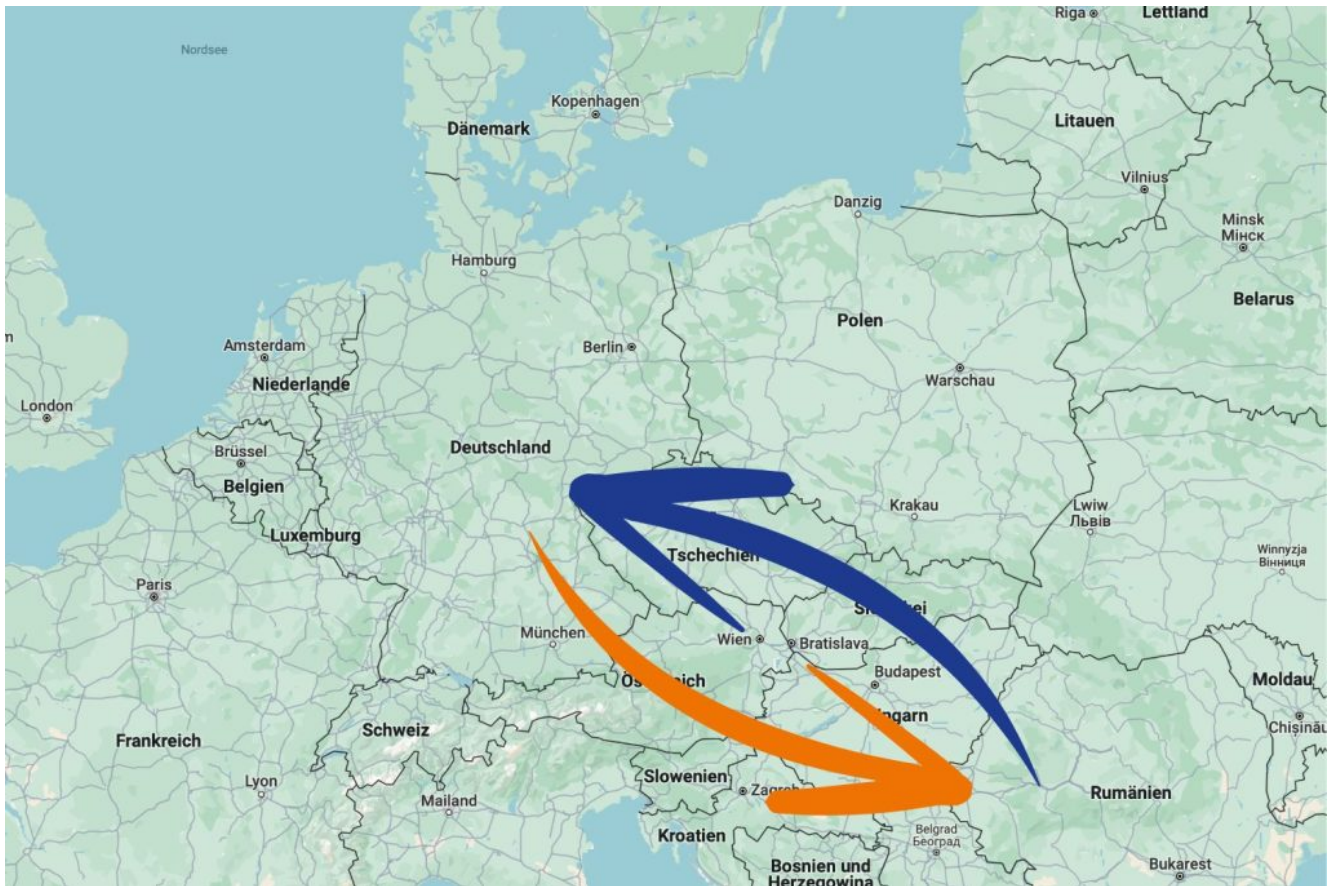 Riga
Lettland
Nordsee
Kopenhagen
Dänemark
Litauen
Vilnius
Danzig
Minsk
Мінск
Hamburg
Belarus
Polen
Berlin
Amsterdam
Niederlande
Warschau
London
Deutschland
Brüssel
Belgien
Krakau
Lwiw
Львів
Luxemburg
Tschechien
Winnyzja
Вінниця
Paris
München
Wien
Bratislava
Budapest
Moldau
Schweiz
Chișinău
Frankreich
Slowenien
Lyon
Mailand
Rumänien
Kroatien
Belgrad
Београд
Bosnien und
Herzegowina
Bukarest